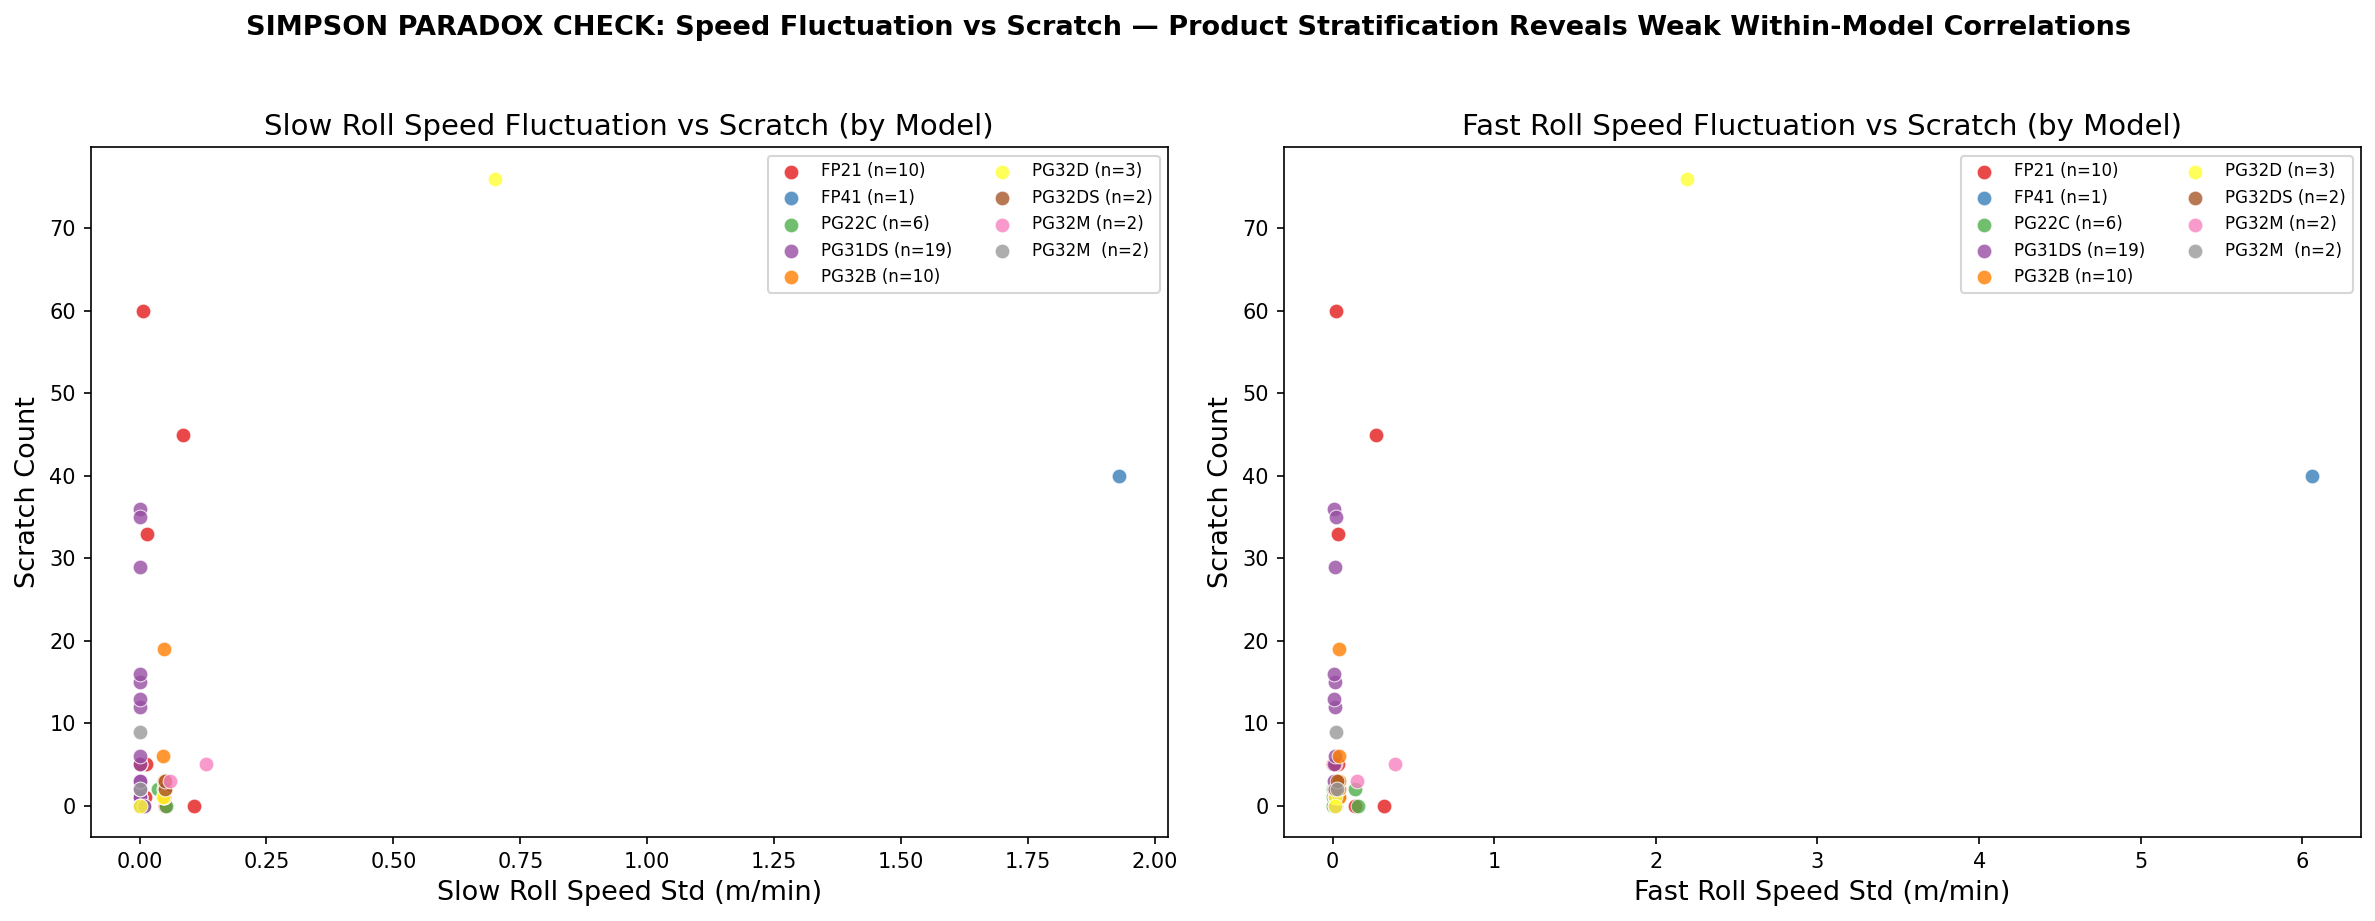 SIMPSON PARADOX CHECK: Speed Fluctuation vs Scratch — Product Stratification Reveals Weak Within-Model Correlations
Slow Roll Speed Fluctuation vs Scratch (by Model)
FP21 (n=10)
FP41 (n=1)
PG22C (n=6)
PG31DS (n=19)
PG32B (n=10)
PG32D (n=3)
PG32DS (n=2)
PG32M (n=2)
PG32M  (n=2)
Scratch Count
70
60
50
40
30
20
10
0
0.00 0.25 0.50 0.75 1.00 1.25 1.50 1.75 2.00
Slow Roll Speed Std (m/min)
Fast Roll Speed Fluctuation vs Scratch (by Model)
FP21 (n=10)
FP41 (n=1)
PG22C (n=6)
PG31DS (n=19)
PG32B (n=10)
PG32D (n=3)
PG32DS (n=2)
PG32M (n=2)
PG32M  (n=2)
Scratch Count
70
60
50
40
30
20
10
0
0 1 2 3 4 5 6
Fast Roll Speed Std (m/min)